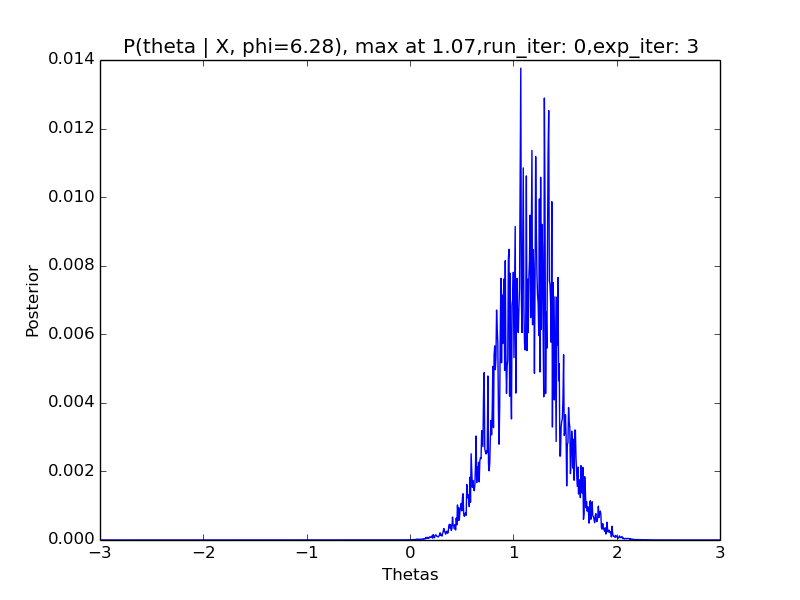 P(theta | X, phi=6.28), max at 1.07,run_iter: 0,exp_iter: 3
0.014
0.012
0.010
0.008
0.006
0.004
0.002
0.000
Posterior
−3 −2 −1 0 1 2 3
Thetas